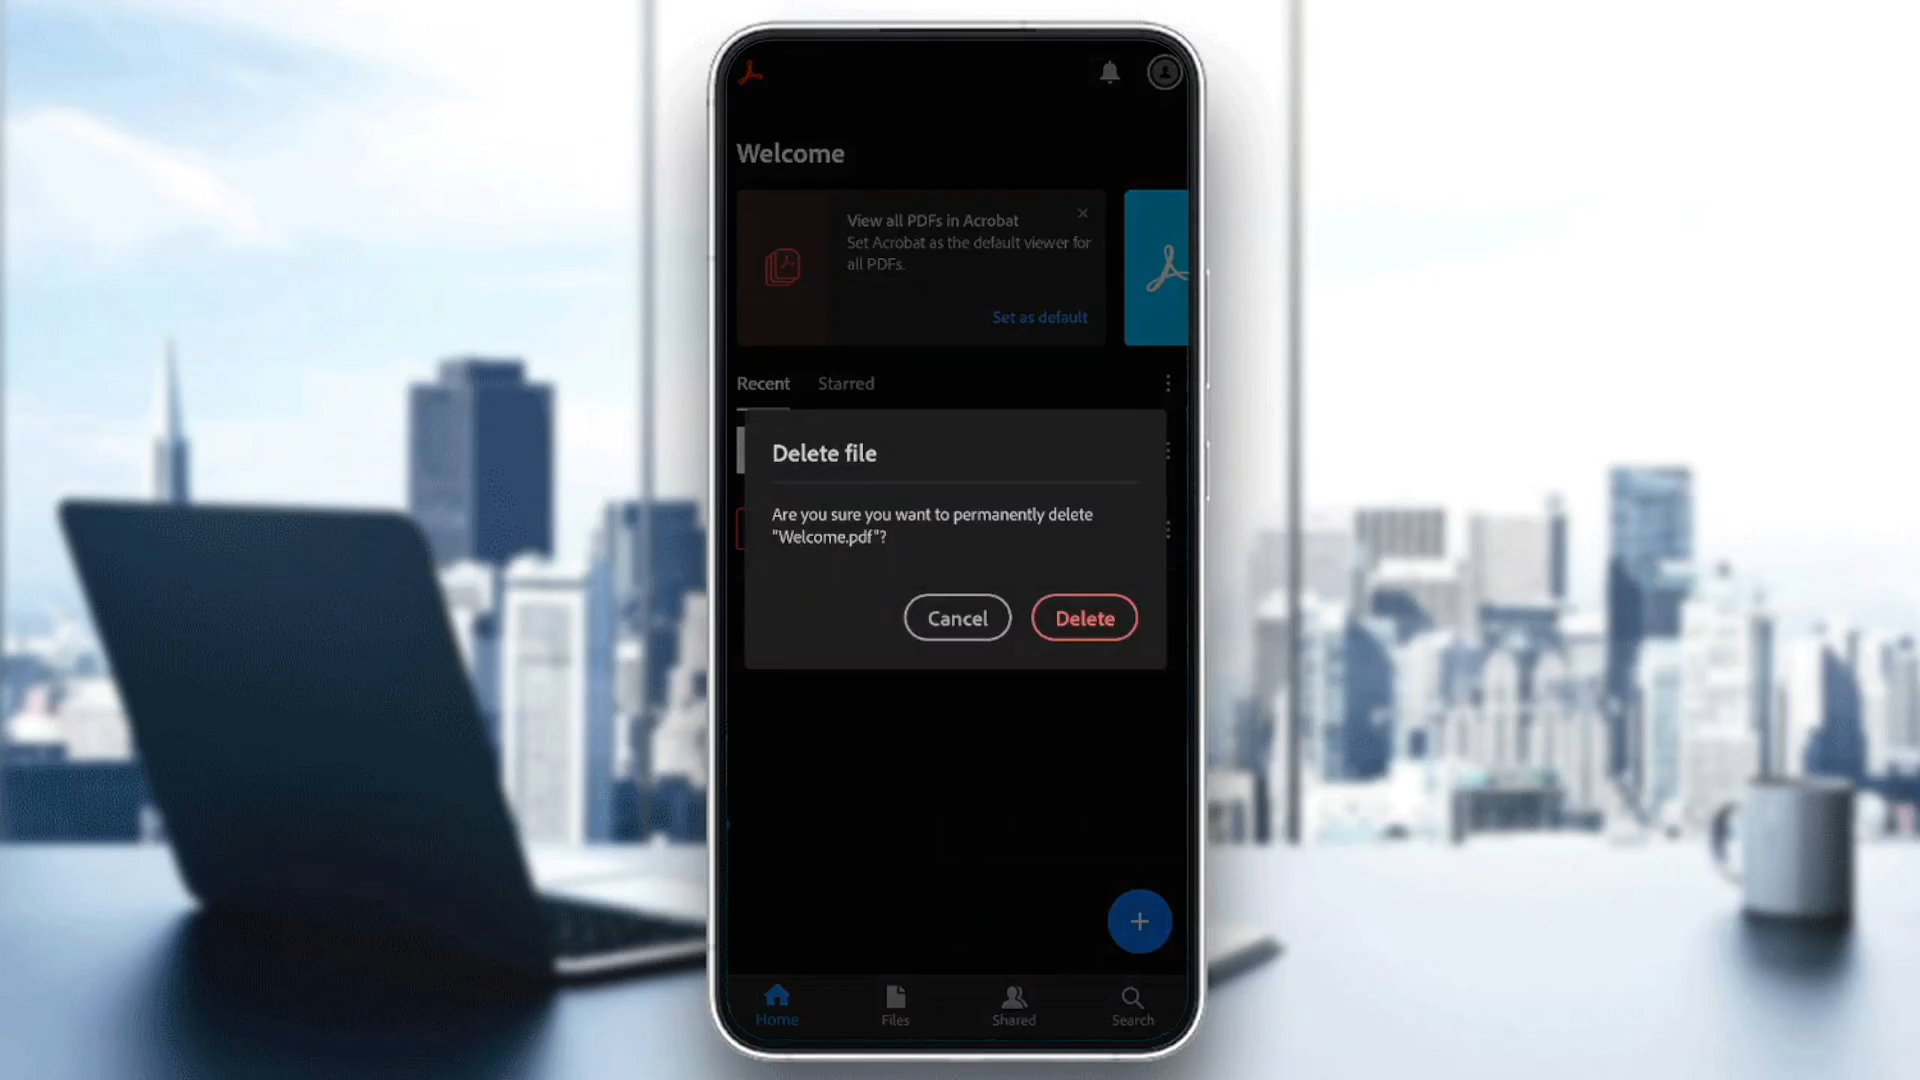 Welcome
View all PDFs in Acrobat
Set Acrobat as the default viewer for
all PDFs.
Set as default
Recent
Starred
Delete file
Are you sure you want to permanently delete
"Welcome.pdf"?
Cancel
Delete
Home
Files
Shared
Search